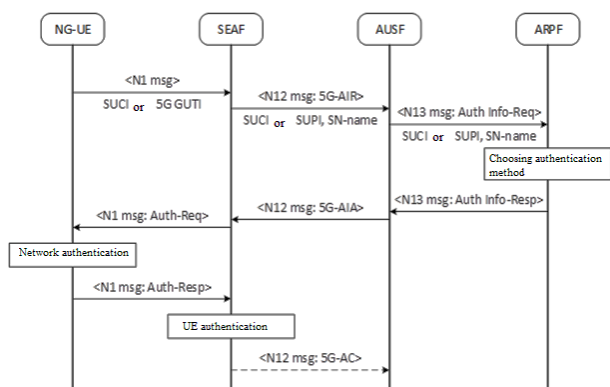 NG-UE SEAF AUSF ARPF
<N1 msg>
SUCI or 5G GUTI
<N12 msg: 5G-AIR>
SUCI or SUPI, SN-name
<N13 msg: Auth Info-Req>
SUCI or SUPI, SN-name
Choosing authentication
method
<N13 msg: Auth Info-Resp>
<N12 msg: 5G-AIA>
<N1 msg: Auth-Req>
Network authentication
<N1 msg: Auth-Resp>
UE authentication
<N12 msg: 5G-AC>